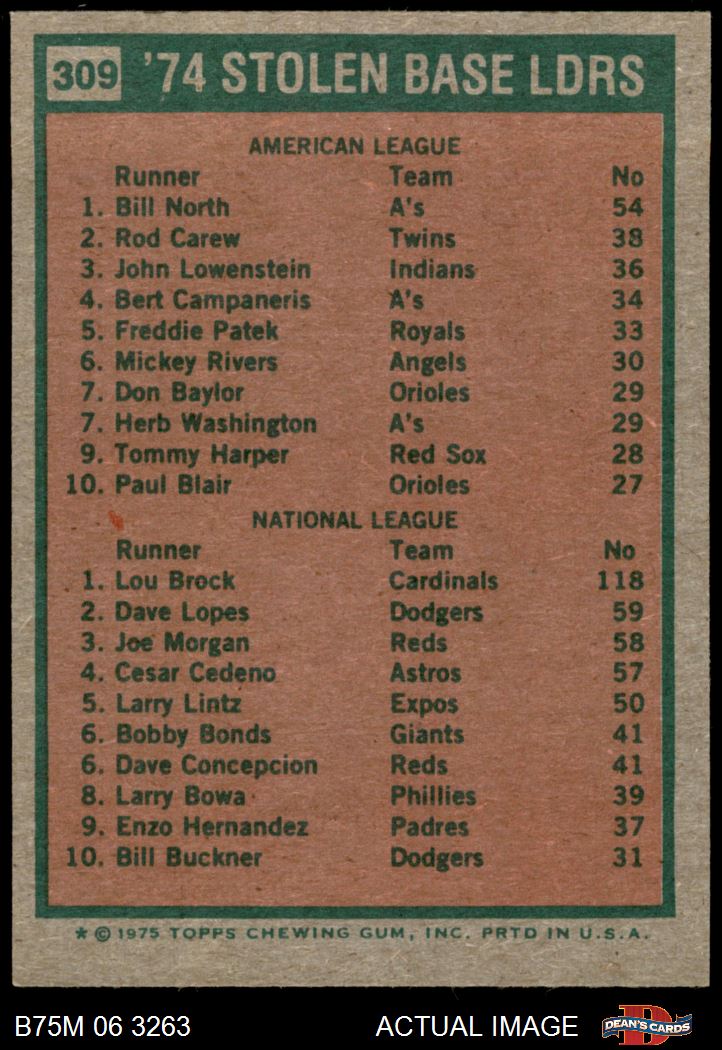 309 '74 STOLEN BASE LDRS
AMERICAN LEAGUE
Runner Team No
1. Bill North A's 54
2. Rod Carew Twins 38
3. John Lowenstein Indians 36
4. Bert Campaneris A's 34
5. Freddie Patek Royals 33
6. Mickey Rivers Angels 30
7. Don Baylor Orioles 29
7. Herb Washington A's 29
9. Tommy Harper Red Sox 28
10. Paul Blair Orioles 27
NATIONAL LEAGUE
Runner Team No
1. Lou Brock Cardinals 118
2. Dave Lopes Dodgers 59
3. Joe Morgan Reds 58
4. Cesar Cedeno Astros 57
5. Larry Lintz Expos 50
6. Bobby Bonds Giants 41
6. Dave Concepcion Reds 41
8. Larry Bowa Phillies 39
9. Enzo Hernandez Padres 37
10. Bill Buckner Dodgers 31
* © 1975 TOPPS CHEWING GUM, INC. PRTD IN U.S.A.
B75M 06 3263 ACTUAL IMAGE D DEAN'S CARDS